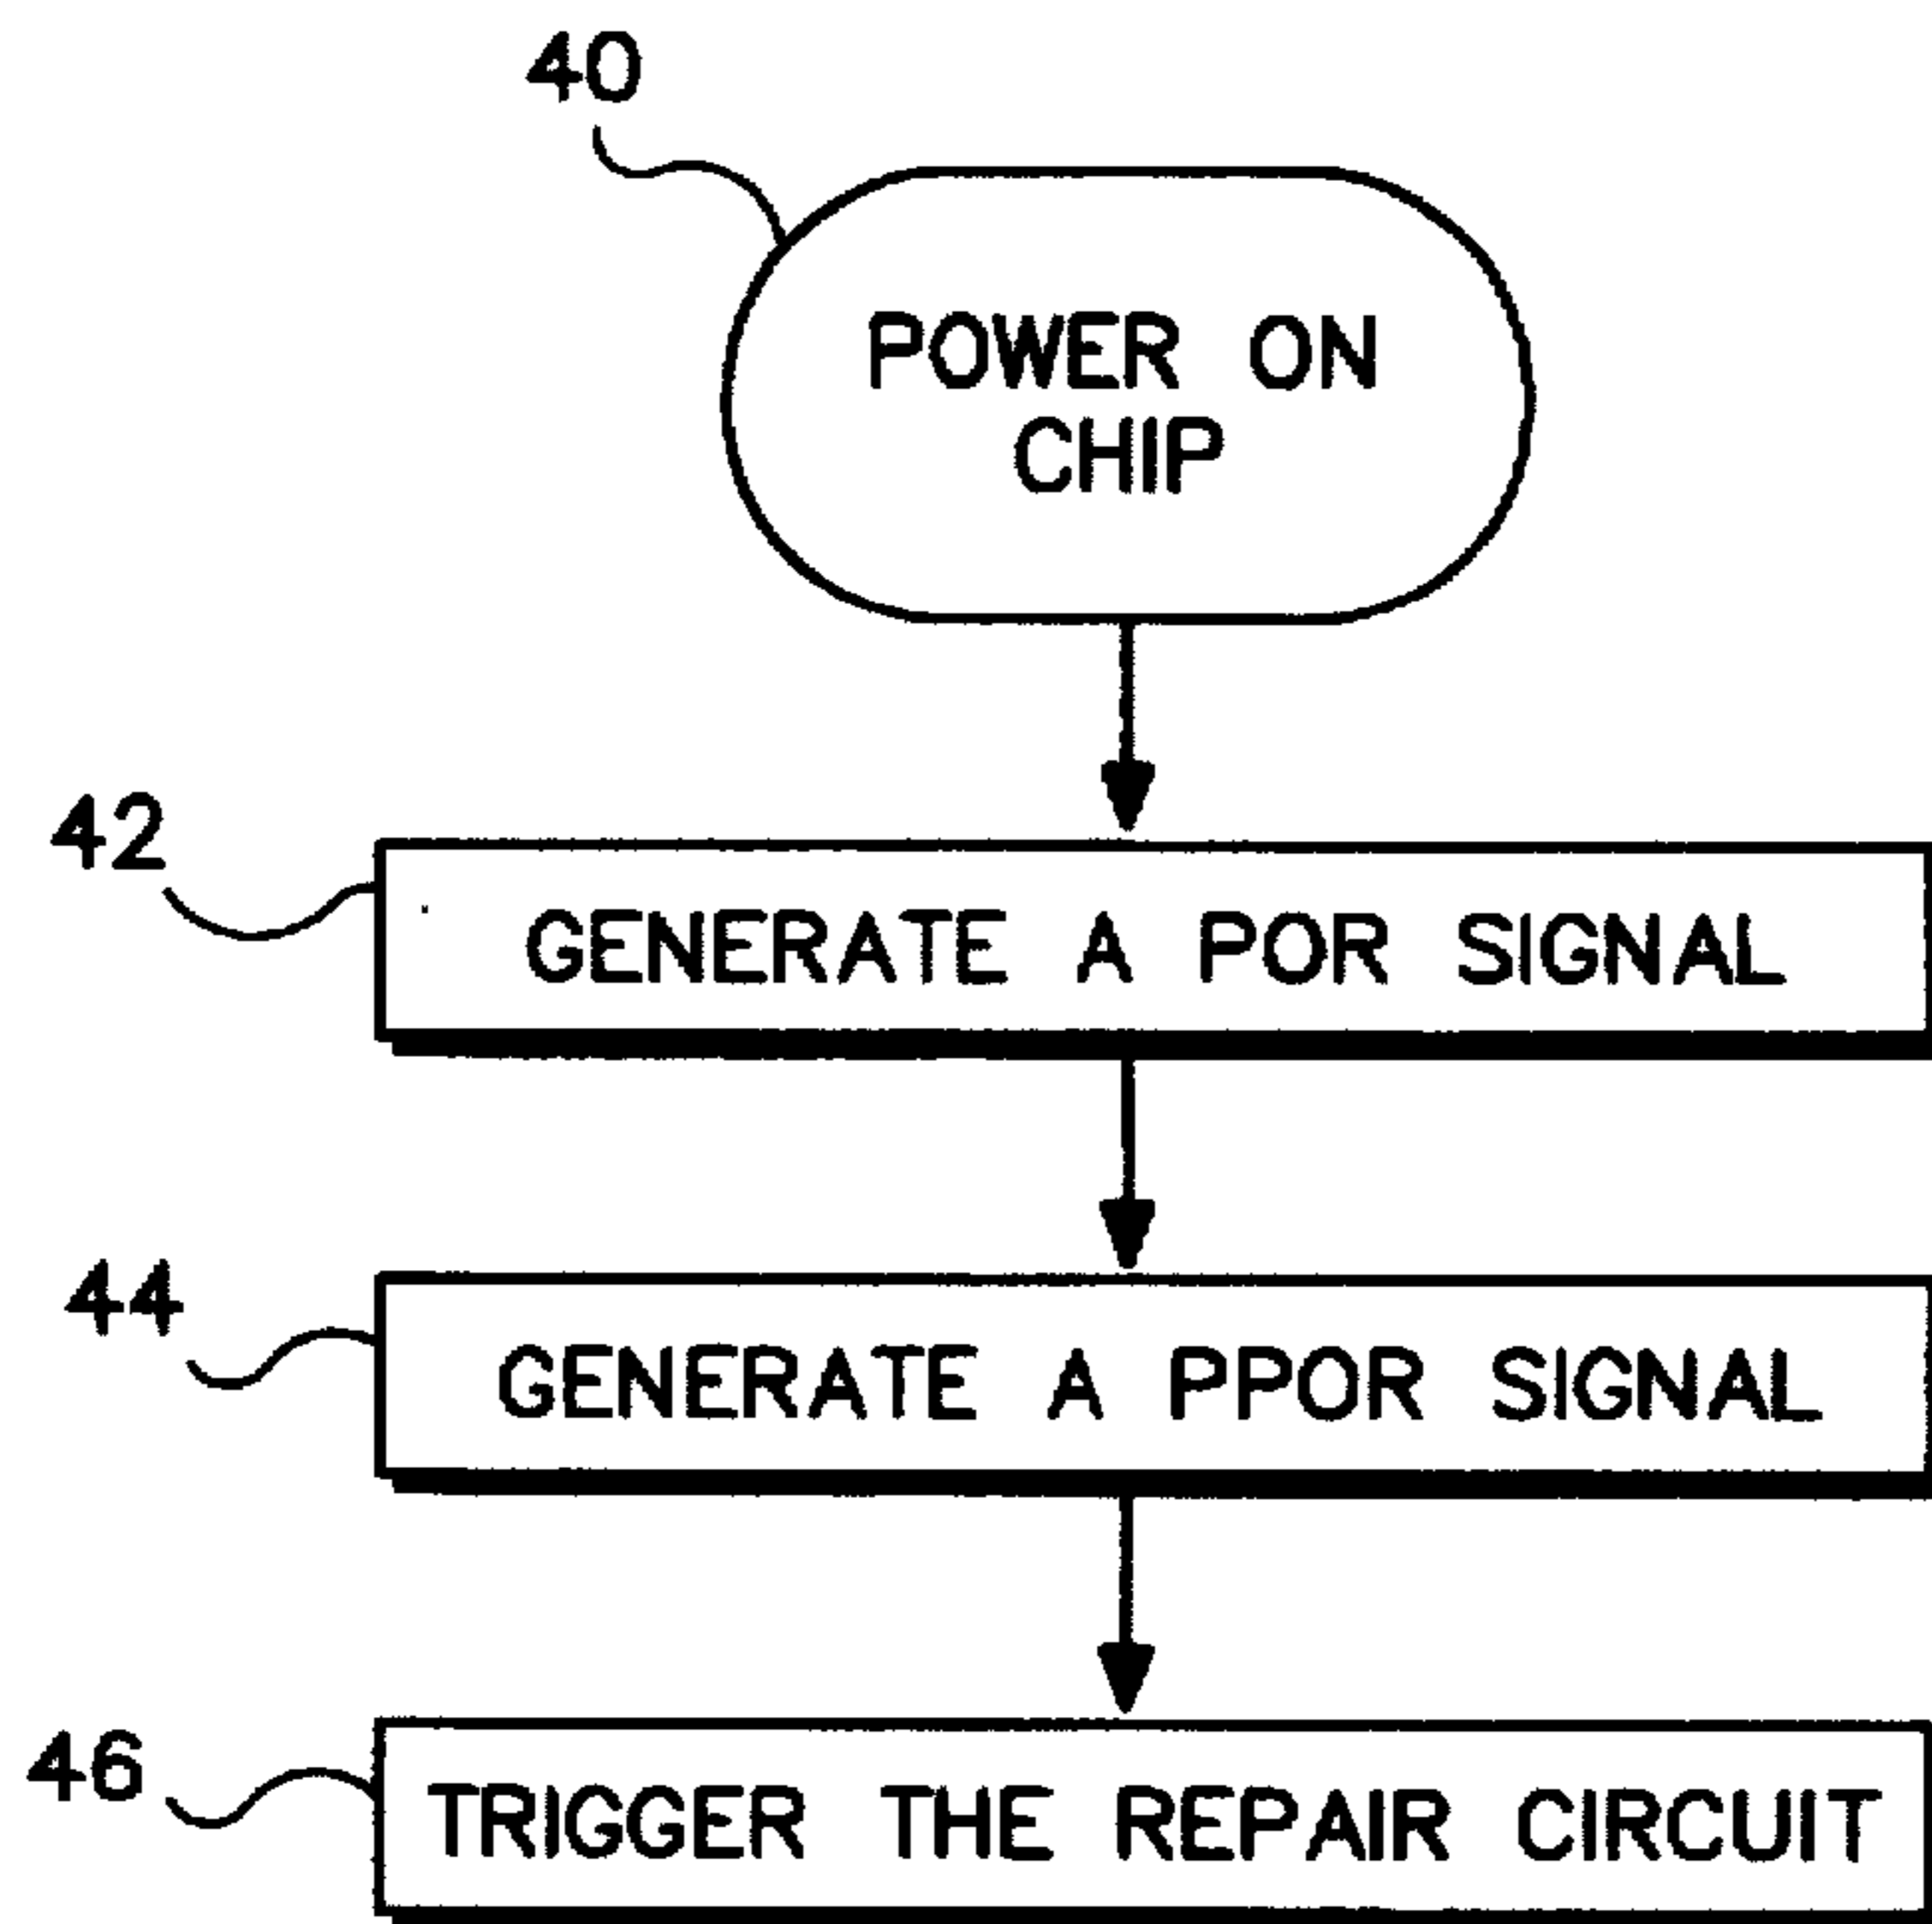 40
POWER ON
CHIP
42
GENERATE A POR SIGNAL
44
GENERATE A PPOR SIGNAL
46
TRIGGER THE REPAIR CIRCUIT